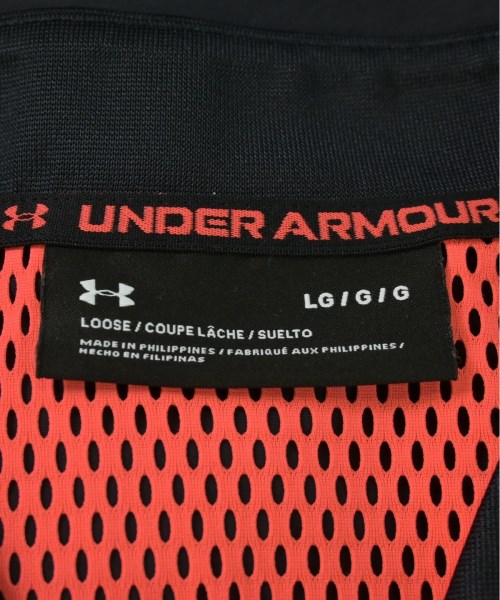 UNDER ARMOUR
LG / G / G
LOOSE / COUPE LÂCHE / SUELTO
MADE IN PHILIPPINES / FABRIQUÉ AUX PHILIPPINES /
HECHO EN FILIPINAS